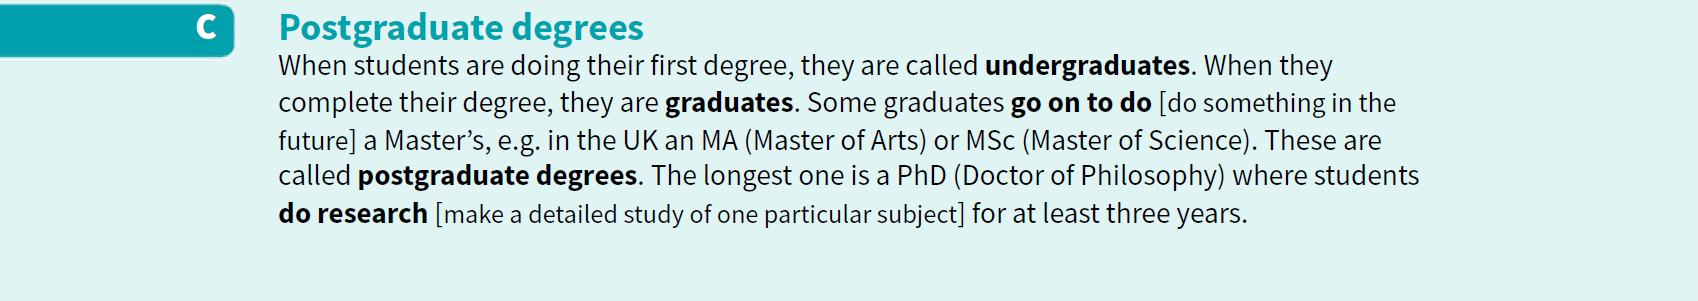 C
Postgraduate degrees
When students are doing their first degree, they are called undergraduates. When they
complete their degree, they are graduates. Some graduates go on to do [do something in the
future] a Master’s, e.g. in the UK an MA (Master of Arts) or MSc (Master of Science). These are
called postgraduate degrees. The longest one is a PhD (Doctor of Philosophy) where students
do research [make a detailed study of one particular subject] for at least three years.